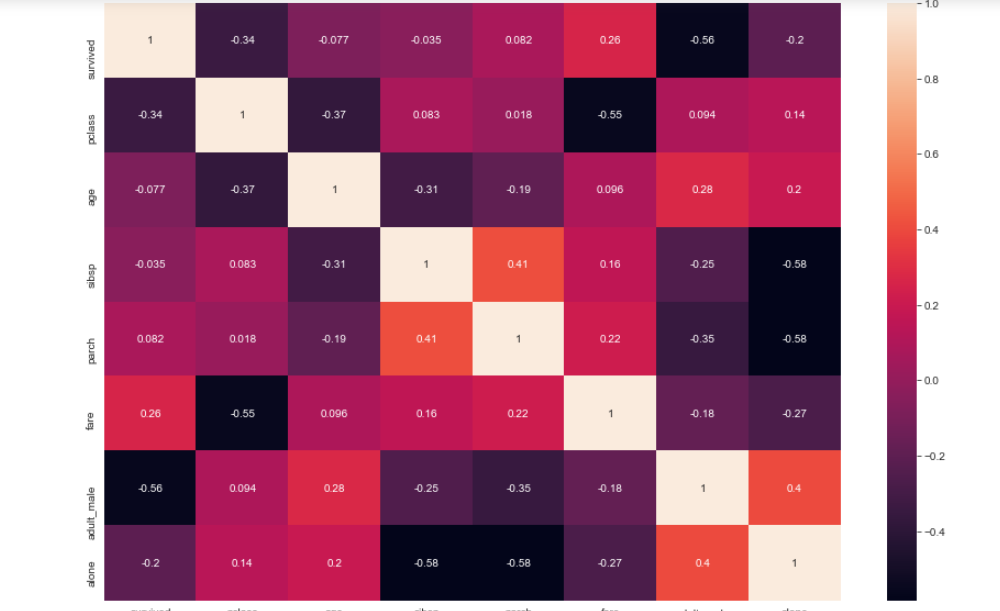 survived 1 -0.34 -0.077 -0.035 0.082 0.26 -0.56 -0.2
pclass -0.34 1 -0.37 0.083 0.018 -0.55 0.094 0.14
age -0.077 -0.37 1 -0.31 -0.19 0.096 0.28 0.2
sibsp -0.035 0.083 -0.31 1 0.41 0.16 -0.25 -0.58
parch 0.082 0.018 -0.19 0.41 1 0.22 -0.35 -0.58
fare 0.26 -0.55 0.096 0.16 0.22 1 -0.18 -0.27
adult_male -0.56 0.094 0.28 -0.25 -0.35 -0.18 1 0.4
alone -0.2 0.14 0.2 -0.58 -0.58 -0.27 0.4 1
1.0
0.8
0.6
0.4
0.2
0.0
−0.2
−0.4